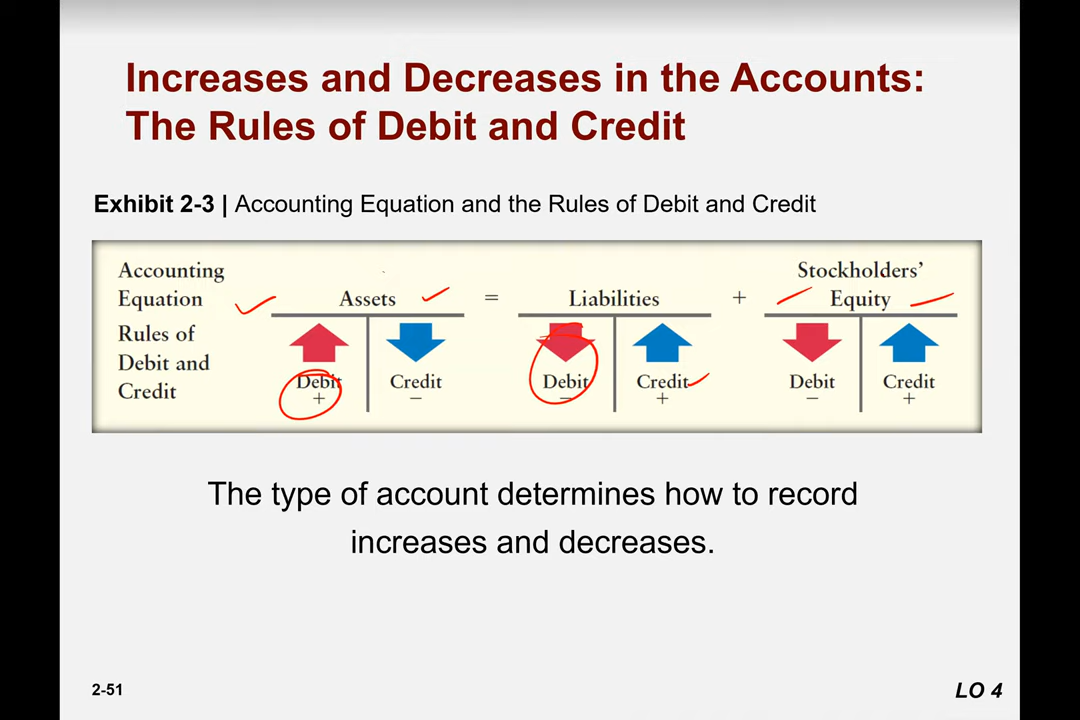 Increases and Decreases in the Accounts:
The Rules of Debit and Credit
Exhibit 2-3 | Accounting Equation and the Rules of Debit and Credit
Accounting
Equation
Assets
=
Liabilities
+
Stockholders’
Equity
Rules of
Debit and
Credit
Debit
+
Credit
−
Debit
−
Credit
+
Debit
−
Credit
+
The type of account determines how to record
increases and decreases.
2-51
LO 4